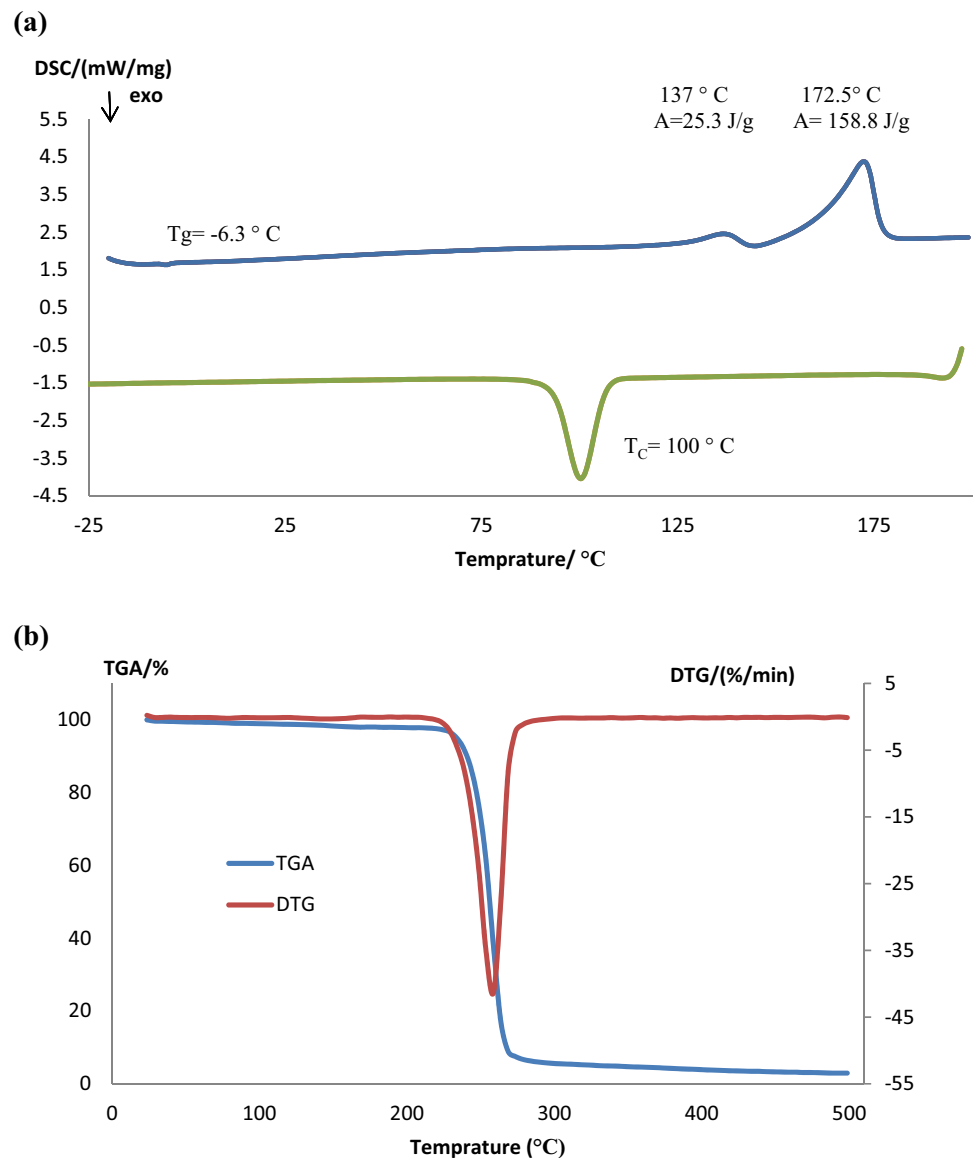 (a)
DSC/(mW/mg)
exo
137 ° C
A=25.3 J/g
172.5° C
A= 158.8 J/g
5.5
4.5
3.5
2.5
1.5
0.5
-0.5
-1.5
-2.5
-3.5
-4.5
Tg= -6.3 ° C
TC= 100 ° C
-25
25
75
125
175
Temprature/ °C
(b)
TGA/%
DTG/(%/min)
100
80
60
40
20
0
TGA
DTG
5
-5
-15
-25
-35
-45
-55
0
100
200
300
400
500
Temprature (°C)